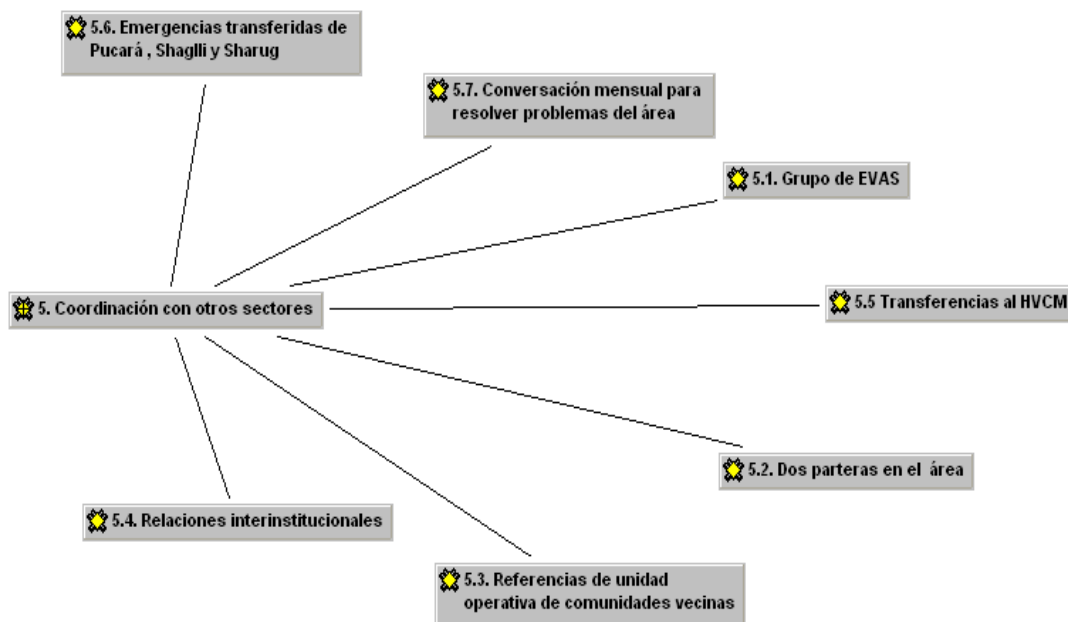 5.6. Emergencias transferidas de
Pucará , Shaglli y Sharug
5.7. Conversación mensual para
resolver problemas del área
5.1. Grupo de EVAS
5. Coordinación con otros sectores
5.5 Transferencias al HVCM
5.2. Dos parteras en el área
5.4. Relaciones interinstitucionales
5.3. Referencias de unidad
operativa de comunidades vecinas